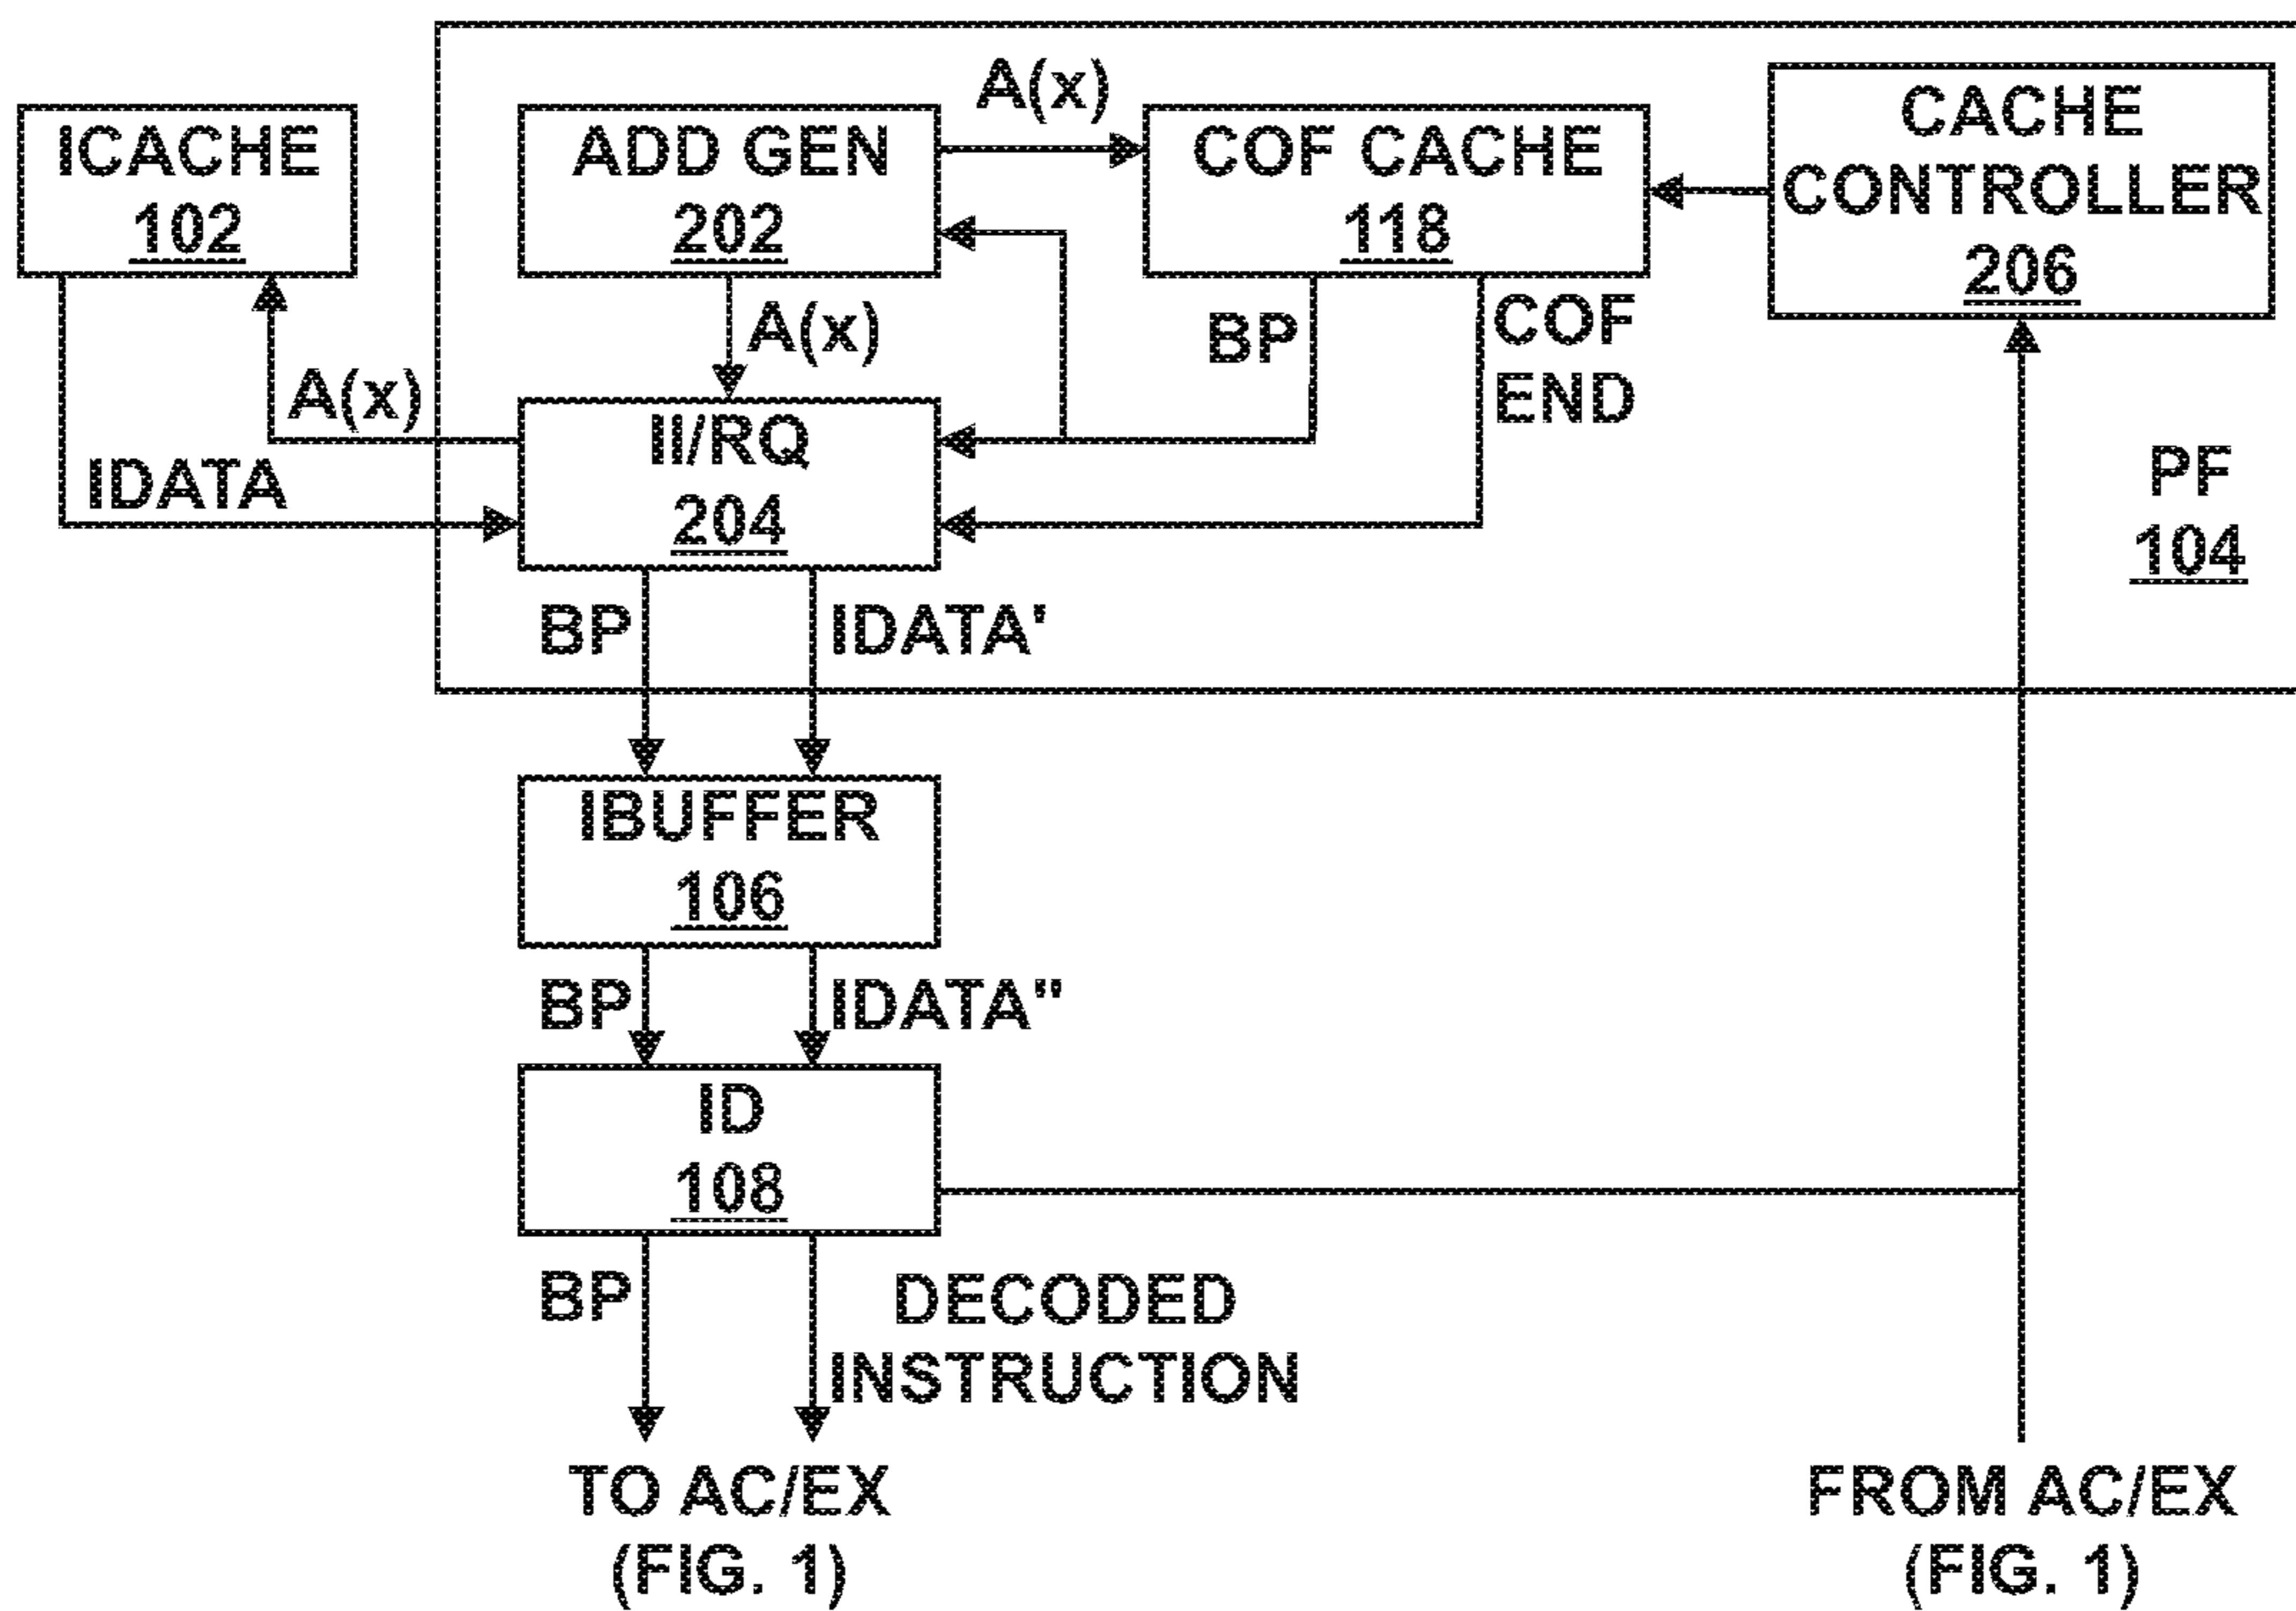 A(x)
ICACHE
102
ADD GEN
202
COF CACHE
118
CACHE
CONTROLLER
206
A(x)
A(x)
BP
COF
END
IDATA
II/RQ
204
PF
104
BP
IDATA'
IBUFFER
106
BP
IDATA"
ID
108
BP
DECODED
INSTRUCTION
TO AC/EX
(FIG. 1)
FROM AC/EX
(FIG. 1)